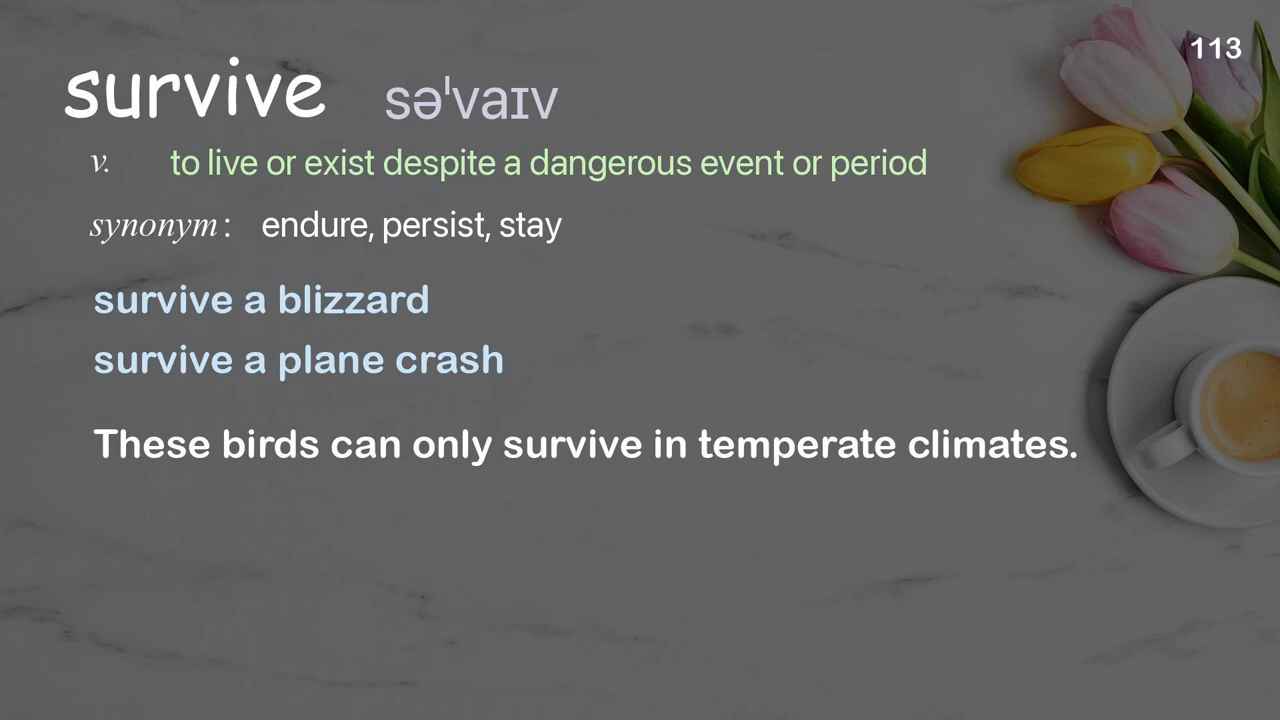 113
survive səˈvaɪv
v. to live or exist despite a dangerous event or period
synonym: endure, persist, stay
survive a blizzard
survive a plane crash
These birds can only survive in temperate climates.